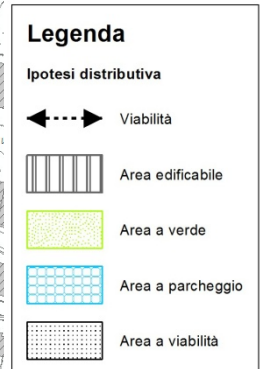 Legenda
Ipotesi distributiva
Viabilità
Area edificabile
Area a verde
Area a parcheggio
Area a viabilità